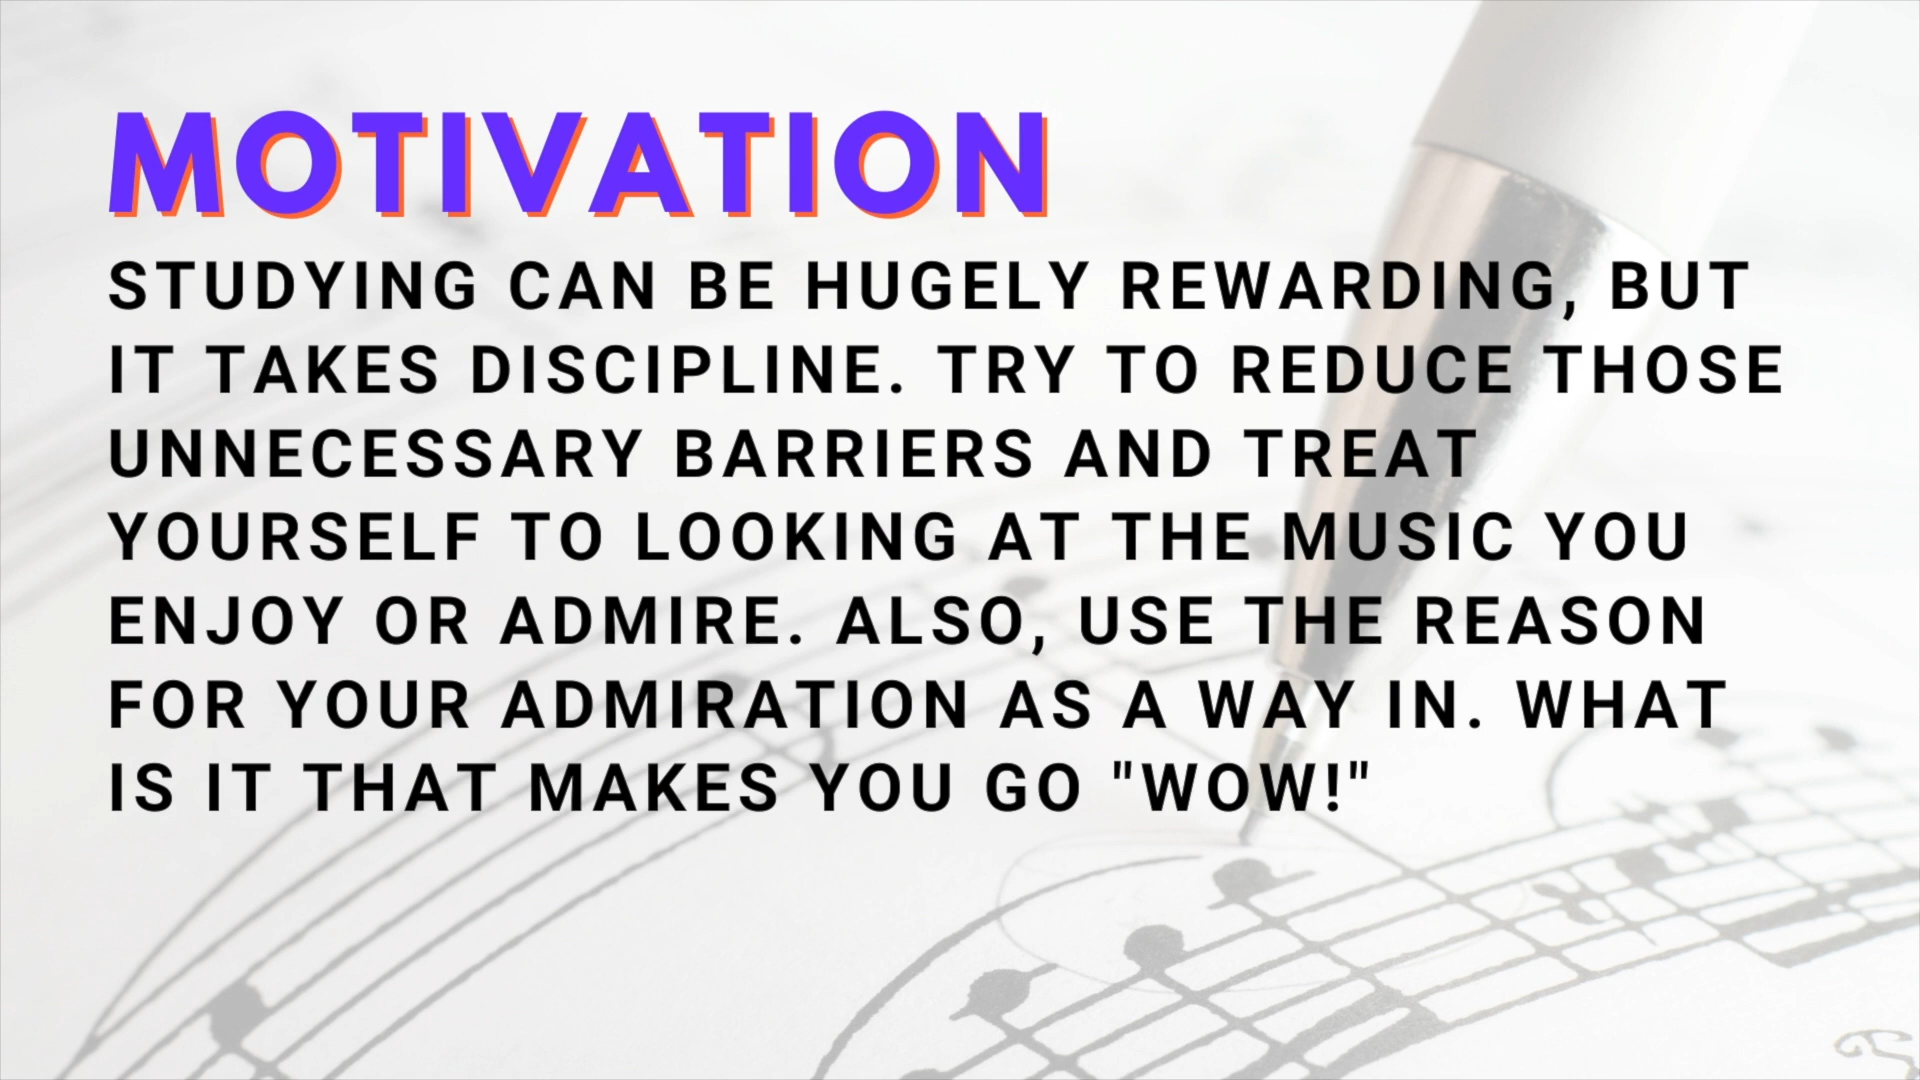 MOTIVATION
STUDYING CAN BE HUGELY REWARDING, BUT
IT TAKES DISCIPLINE. TRY TO REDUCE THOSE
UNNECESSARY BARRIERS AND TREAT
YOURSELF TO LOOKING AT THE MUSIC YOU
ENJOY OR ADMIRE. ALSO, USE THE REASON
FOR YOUR ADMIRATION AS A WAY IN. WHAT
IS IT THAT MAKES YOU GO "WOW!"